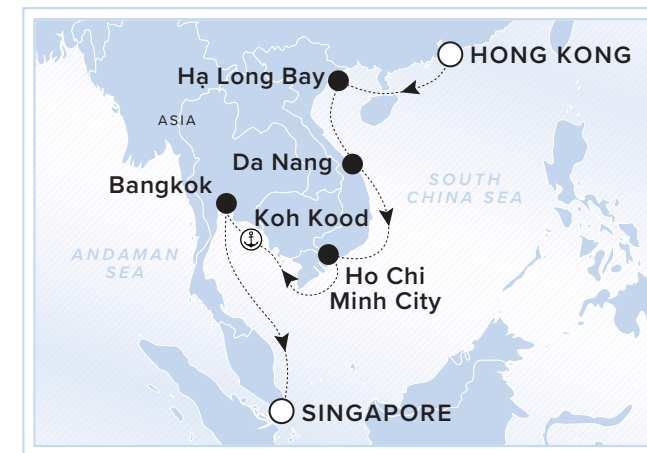 HONG KONG
Hạ Long Bay
ASIA
Da Nang
SOUTH
CHINA SEA
Bangkok
Koh Kood
ANDAMAN
SEA
Ho Chi
Minh City
SINGAPORE